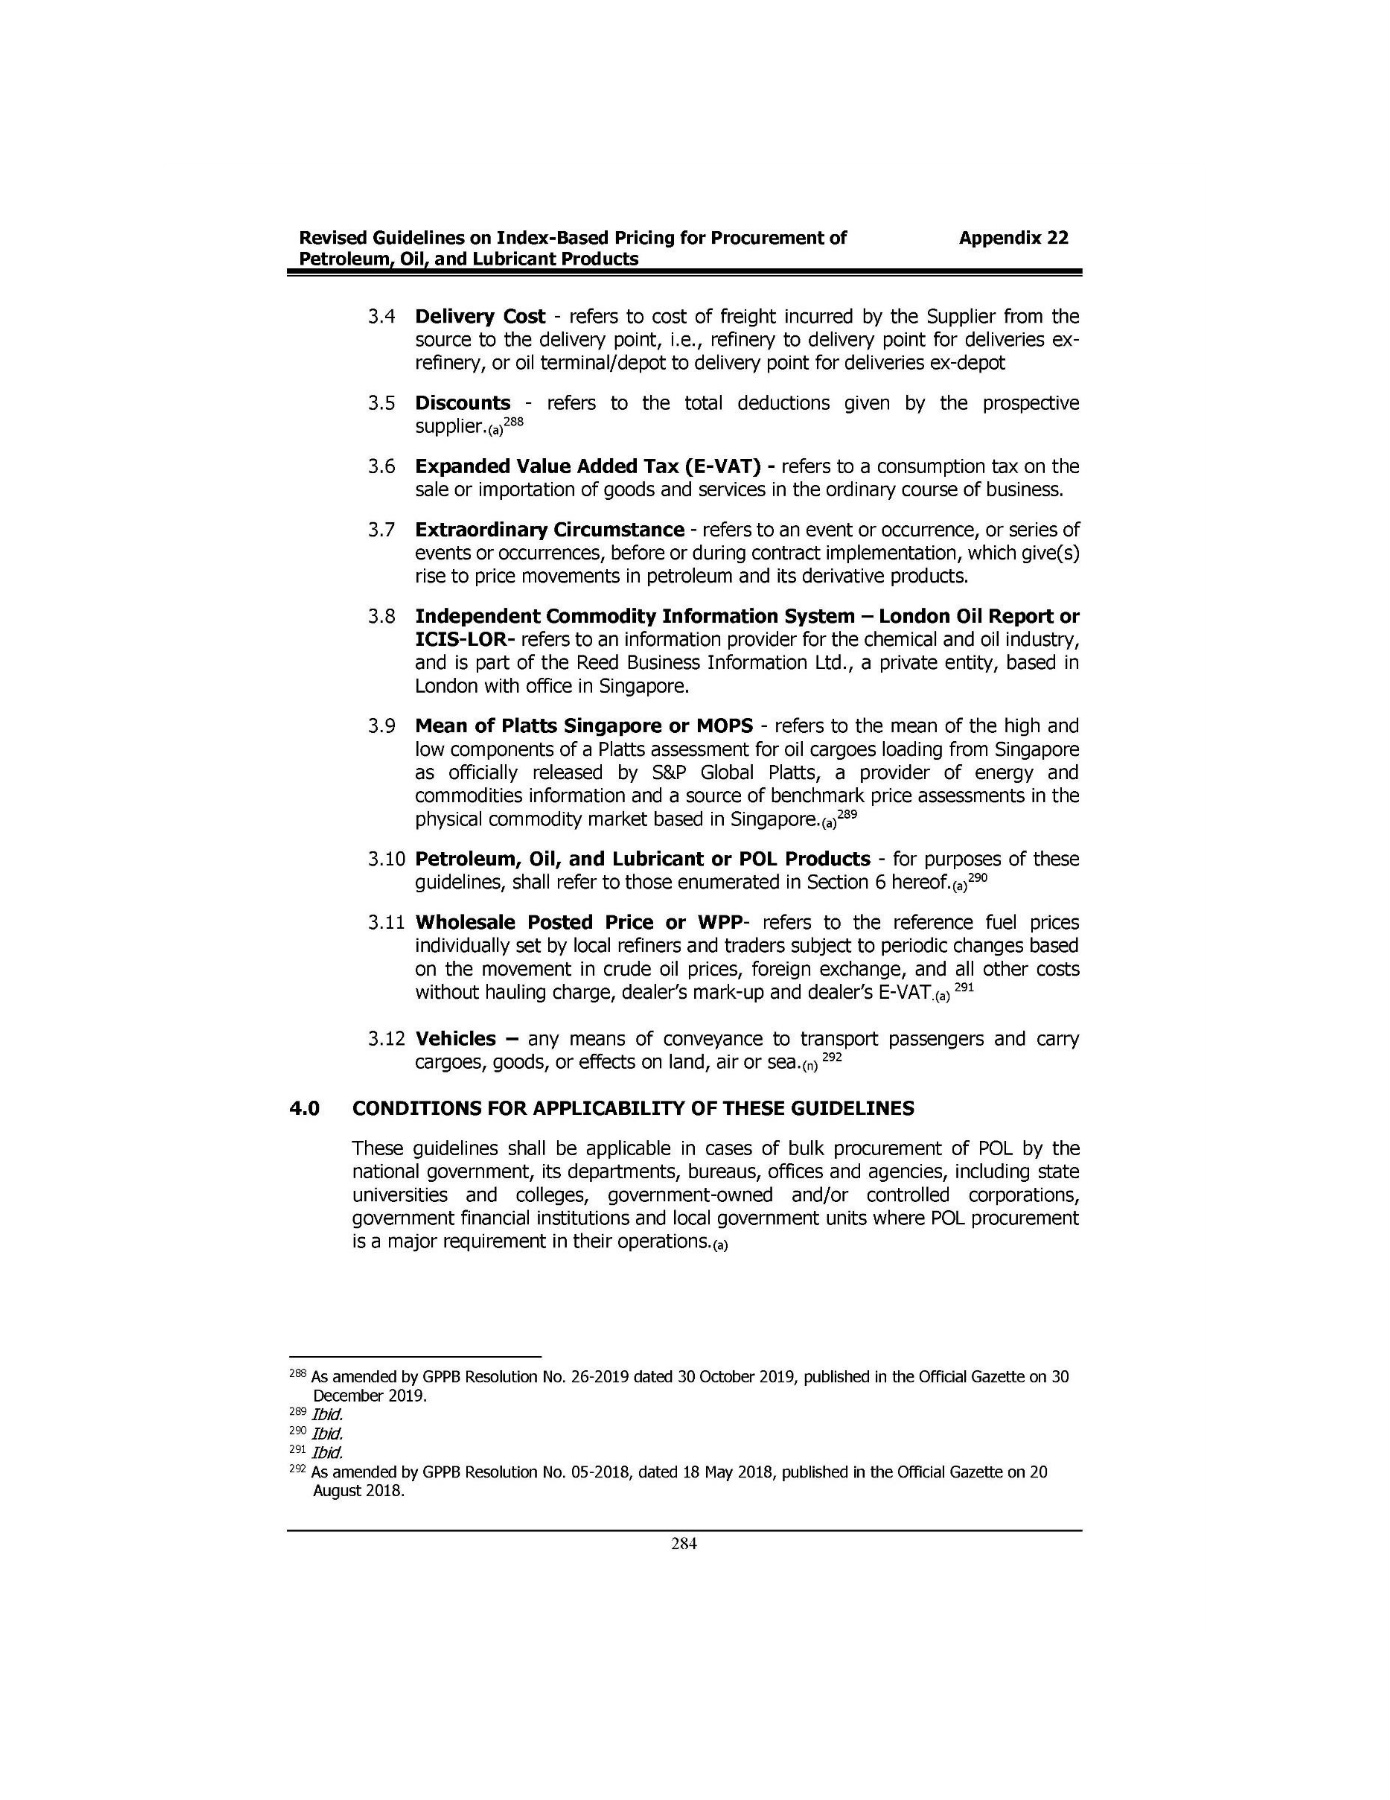 Revised Guidelines on Index-Based Pricing for Procurement of Appendix 22
Petroleum, Oil, and Lubricant Products
3.4 Delivery Cost - refers to cost of freight incurred by the Supplier from the
source to the delivery point, i.e., refinery to delivery point for deliveries ex-
refinery, or oil terminal/depot to delivery point for deliveries ex-depot
3.5 Discounts - refers to the total deductions given by the prospective
supplier.(a)288
3.6 Expanded Value Added Tax (E-VAT) - refers to a consumption tax on the
sale or importation of goods and services in the ordinary course of business.
3.7 Extraordinary Circumstance - refers to an event or occurrence, or series of
events or occurrences, before or during contract implementation, which give(s)
rise to price movements in petroleum and its derivative products.
3.8 Independent Commodity Information System – London Oil Report or
ICIS-LOR- refers to an information provider for the chemical and oil industry,
and is part of the Reed Business Information Ltd., a private entity, based in
London with office in Singapore.
3.9 Mean of Platts Singapore or MOPS - refers to the mean of the high and
low components of a Platts assessment for oil cargoes loading from Singapore
as officially released by S&P Global Platts, a provider of energy and
commodities information and a source of benchmark price assessments in the
physical commodity market based in Singapore.(a)289
3.10 Petroleum, Oil, and Lubricant or POL Products - for purposes of these
guidelines, shall refer to those enumerated in Section 6 hereof.(a)290
3.11 Wholesale Posted Price or WPP- refers to the reference fuel prices
individually set by local refiners and traders subject to periodic changes based
on the movement in crude oil prices, foreign exchange, and all other costs
without hauling charge, dealer's mark-up and dealer's E-VAT.(a) 291
3.12 Vehicles – any means of conveyance to transport passengers and carry
cargoes, goods, or effects on land, air or sea.(n) 292
4.0 CONDITIONS FOR APPLICABILITY OF THESE GUIDELINES
These guidelines shall be applicable in cases of bulk procurement of POL by the
national government, its departments, bureaus, offices and agencies, including state
universities and colleges, government-owned and/or controlled corporations,
government financial institutions and local government units where POL procurement
is a major requirement in their operations.(a)
288 As amended by GPPB Resolution No. 26-2019 dated 30 October 2019, published in the Official Gazette on 30
December 2019.
289 Ibid.
290 Ibid.
291 Ibid.
292 As amended by GPPB Resolution No. 05-2018, dated 18 May 2018, published in the Official Gazette on 20
August 2018.
284